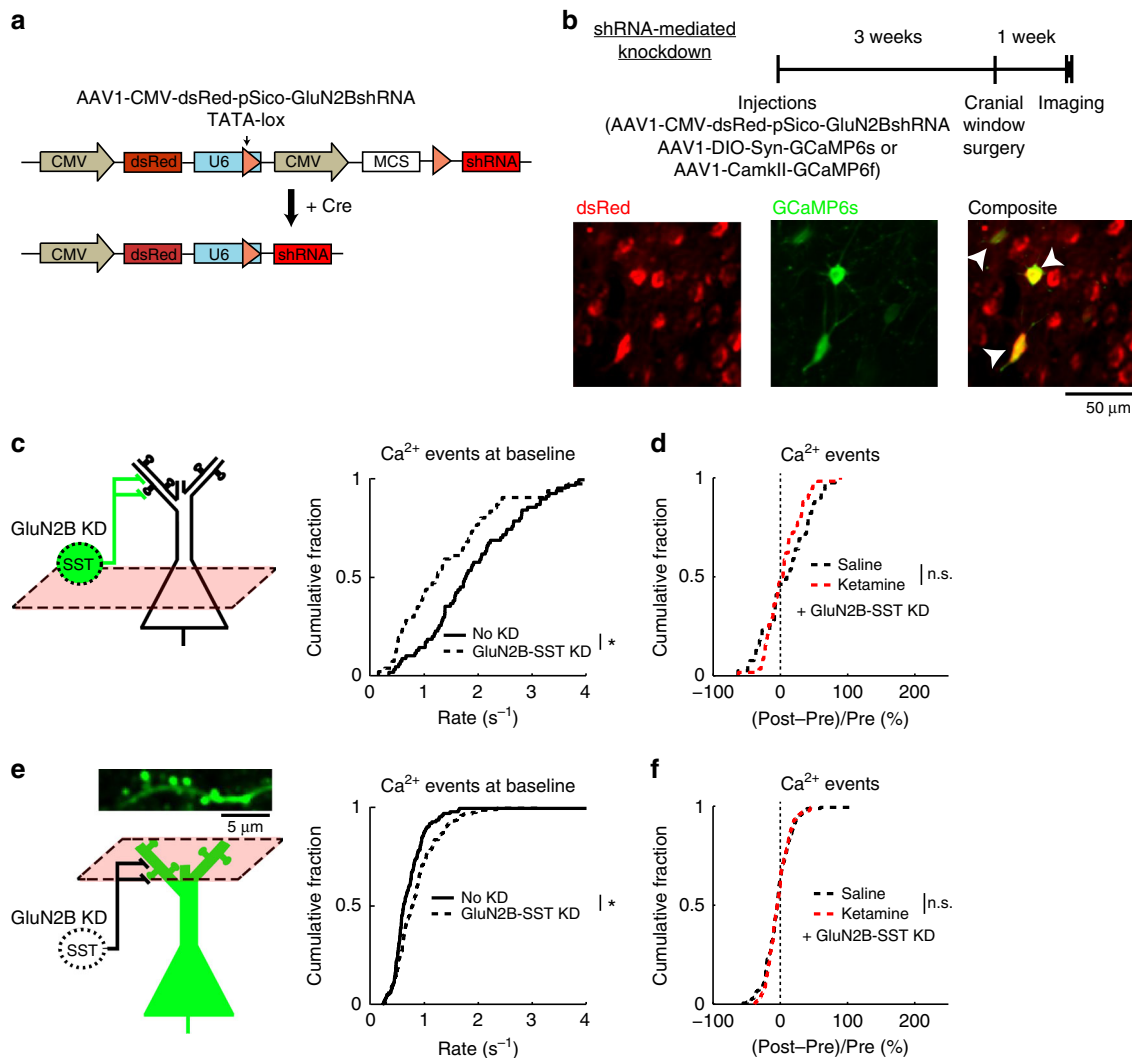 a
AAV1-CMV-dsRed-pSico-GluN2BshRNA
TATA-lox
CMV dsRed U6 CMV MCS shRNA
+ Cre
CMV dsRed U6 shRNA
b
shRNA-mediated
knockdown
3 weeks 1 week
Injections
(AAV1-CMV-dsRed-pSico-GluN2BshRNA
AAV1-DIO-Syn-GCaMP6s or
AAV1-CamkII-GCaMP6f)
Cranial
window
surgery
Imaging
dsRed GCaMP6s Composite
50 μm
c
GluN2B KD
SST
Ca2+ events at baseline
Cumulative fraction
1
0.5
0
No KD
GluN2B-SST KD
*
0 1 2 3 4
Rate (s–1)
d
Ca2+ events
Cumulative fraction
1
0.5
0
Saline
Ketamine
n.s.
+ GluN2B-SST KD
–100 0 100 200
(Post–Pre)/Pre (%)
e
5 μm
GluN2B KD
SST
Ca2+ events at baseline
Cumulative fraction
1
0.5
0
No KD
GluN2B-SST KD
*
0 1 2 3 4
Rate (s–1)
f
Ca2+ events
Cumulative fraction
1
0.5
0
Saline
Ketamine
n.s.
+ GluN2B-SST KD
–100 0 100 200
(Post–Pre)/Pre (%)